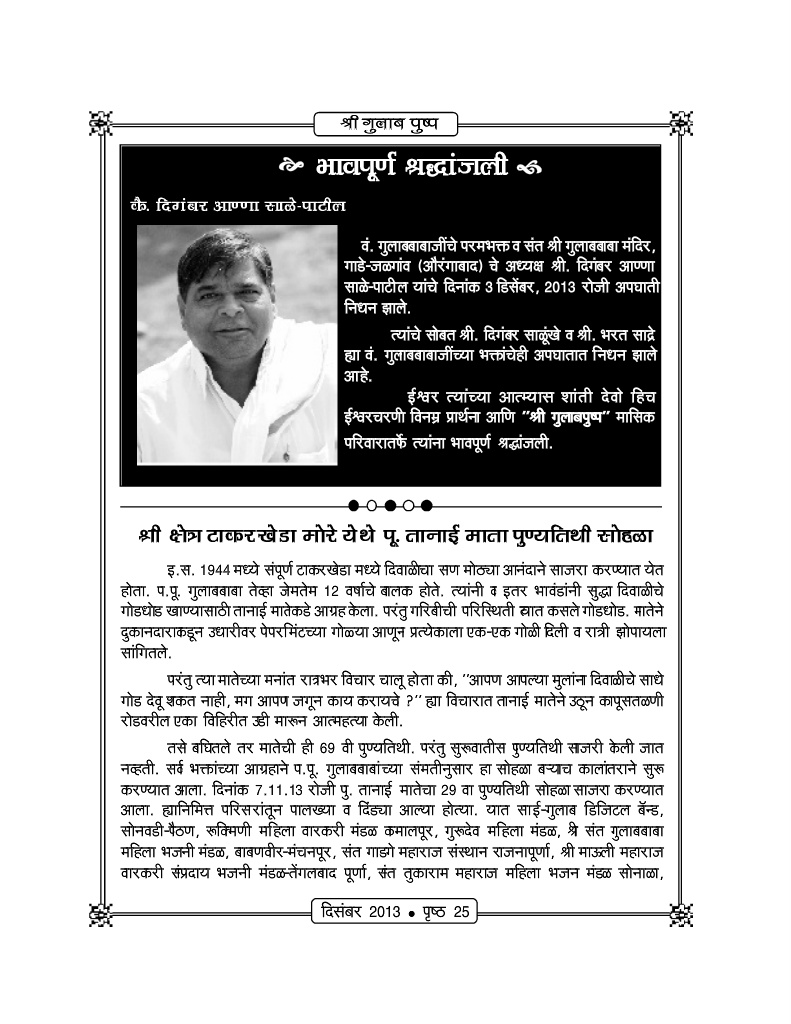 श्री गुलाब पुष्प
भावपूर्ण श्रद्धांजली
कै. दिगंबर आण्णा साळे-पाटील
वं. गुलाबबाबाजींचे परमभक्त व संत श्री गुलाबबाबा मंदिर,
गाडे-जळगांव (औरंगाबाद) चे अध्यक्ष श्री. दिगंबर आण्णा
साळे-पाटील यांचे दिनांक 3 डिसेंबर, 2013 रोजी अपघाती
निधन झाले.
त्यांचे सोबत श्री. दिगंबर साळूंखे व श्री. भरत साद्रे
ह्या वं. गुलाबबाबाजींच्या भक्तांचेही अपघातात निधन झाले
आहे.
ईश्वर त्यांच्या आत्म्यास शांती देवो हिच
ईश्वरचरणी विनम्र प्रार्थना आणि "श्री गुलाबपुष्प" मासिक
परिवारातर्फे त्यांना भावपूर्ण श्रद्धांजली.
श्री क्षेत्र टाकरखेडा मोरे येथे पू. तानाई माता पुण्यतिथी सोहळा
इ.स. 1944 मध्ये संपूर्ण टाकरखेडा मध्ये दिवाळीचा सण मोठ्या आनंदाने साजरा करण्यात येत
होता. प.पू. गुलाबबाबा तेव्हा जेमतेम 12 वर्षाचे बालक होते. त्यांनी व इतर भावंडांनी सुद्धा दिवाळीचे
गोडधोड खाण्यासाठी तानाई मातेकडे आग्रह केला. परंतु गरिबीची परिस्थिती ह्यात कसले गोडधोड. मातेने
दुकानदाराकडून उधारीवर पेपरमिंटच्या गोळ्या आणून प्रत्येकाला एक-एक गोळी दिली व रात्री झोपायला
सांगितले.
परंतु त्या मातेच्या मनांत रात्रभर विचार चालू होता की, "आपण आपल्या मुलांना दिवाळीचे साधे
गोड देवू शकत नाही, मग आपण जगून काय करायचे ?" ह्या विचारात तानाई मातेने उठून कापूसतळणी
रोडवरील एका विहिरीत उडी मारून आत्महत्या केली.
तसे बघितले तर मातेची ही 69 वी पुण्यतिथी. परंतु सुरूवातीस पुण्यतिथी साजरी केली जात
नव्हती. सर्व भक्तांच्या आग्रहाने प.पू. गुलाबबाबांच्या संमतीनुसार हा सोहळा बऱ्याच कालांतराने सुरू
करण्यात आला. दिनांक 7.11.13 रोजी पु. तानाई मातेचा 29 वा पुण्यतिथी सोहळा साजरा करण्यात
आला. ह्यानिमित्त परिसरांतून पालख्या व दिंड्या आल्या होत्या. यात साई-गुलाब डिजिटल बॅन्ड,
सोनवडी-पैठण, रूक्मिणी महिला वारकरी मंडळ कमालपूर, गुरूदेव महिला मंडळ, श्री संत गुलाबबाबा
महिला भजनी मंडळ, बाबणवीर-मंचनपूर, संत गाडगे महाराज संस्थान राजनापूर्णा, श्री माऊली महाराज
वारकरी संप्रदाय भजनी मंडळ-तेंगलबाद पूर्णा, संत तुकाराम महाराज महिला भजन मंडळ सोनाळा,
दिसंबर 2013 ● पृष्ठ 25